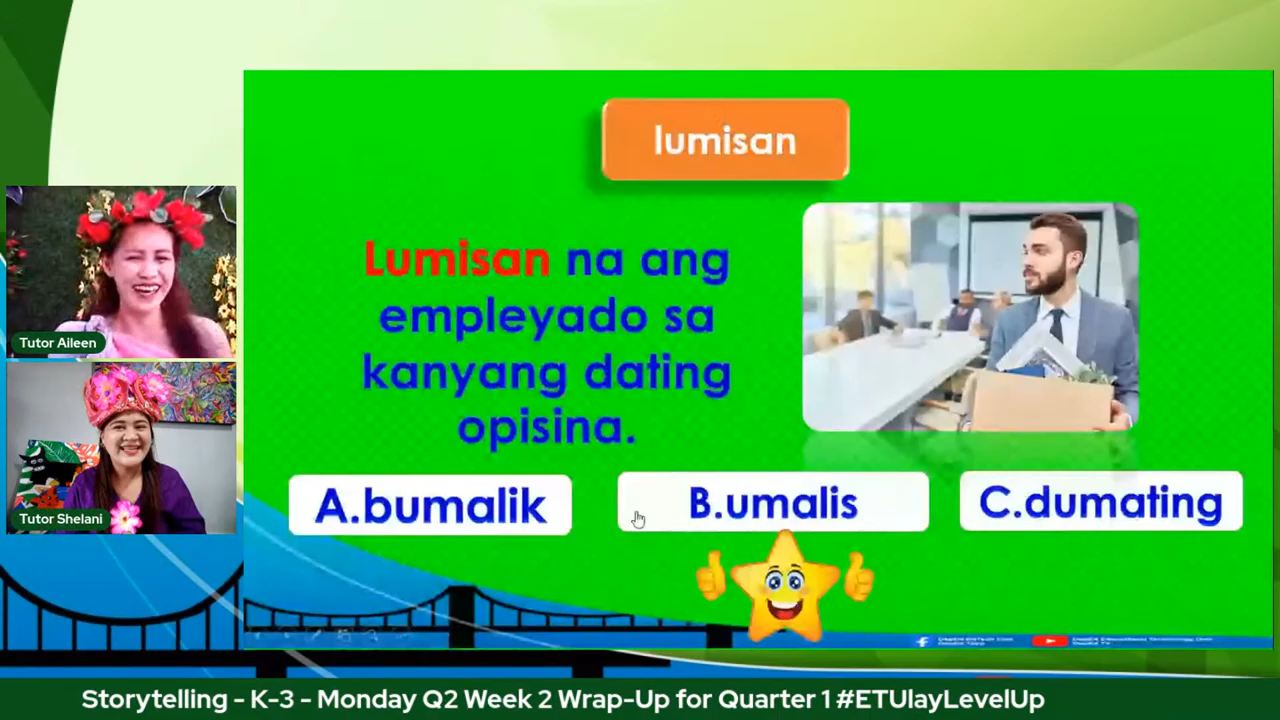 lumisan
Lumisan na ang
empleyado sa
kanyang dating
opisina.
A.bumalik
B.umalis
C.dumating
Tutor Aileen
Tutor Shelani
Storytelling - K-3 - Monday Q2 Week 2 Wrap-Up for Quarter 1 #ETUlayLevelUp